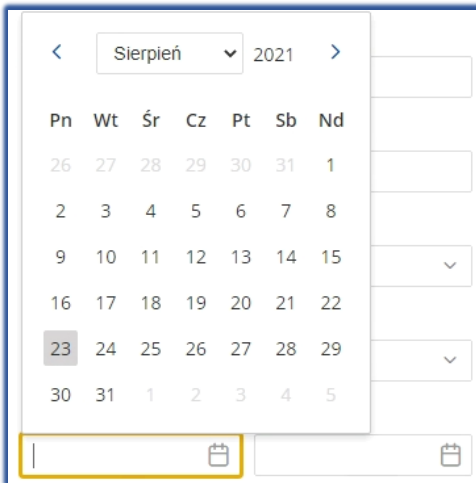 Sierpień 2021
Pn Wt Śr Cz Pt Sb Nd
26 27 28 29 30 31 1
2 3 4 5 6 7 8
9 10 11 12 13 14 15
16 17 18 19 20 21 22
23 24 25 26 27 28 29
30 31 1 2 3 4 5